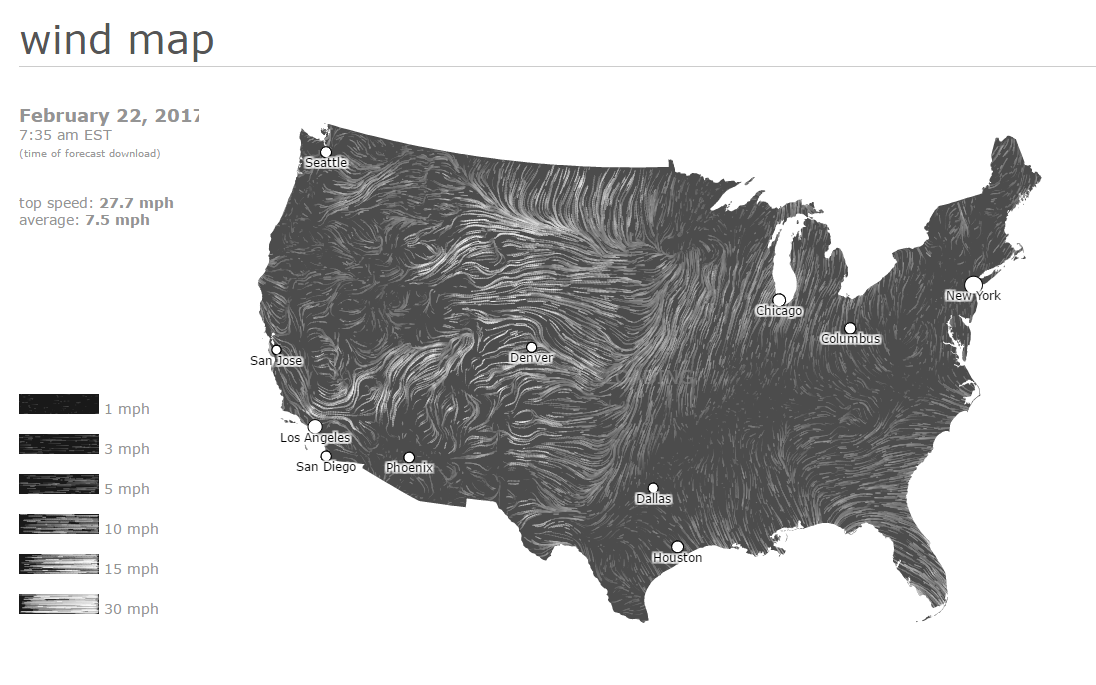 wind map
February 22, 2017
7:35 am EST
(time of forecast download)
top speed: 27.7 mph
average: 7.5 mph
1 mph
3 mph
5 mph
10 mph
15 mph
30 mph
Seattle
New York
Chicago
Columbus
Denver
San Jose
Los Angeles
San Diego
Phoenix
Dallas
Houston